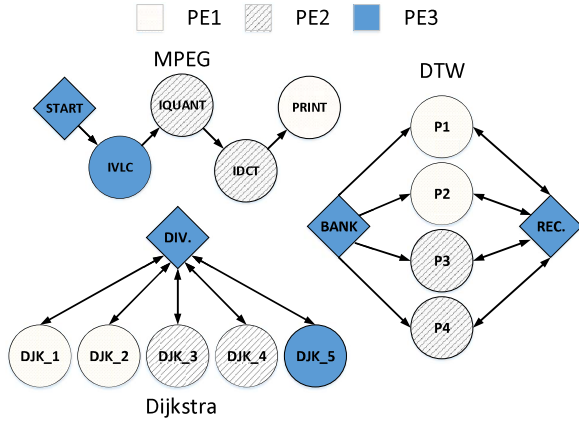 PE1 PE2 PE3
MPEG
DTW
START
IQUANT
PRINT
IVLC
IDCT
P1
P2
BANK
REC.
P3
P4
DIV.
DJK_1 DJK_2 DJK_3 DJK_4 DJK_5
Dijkstra